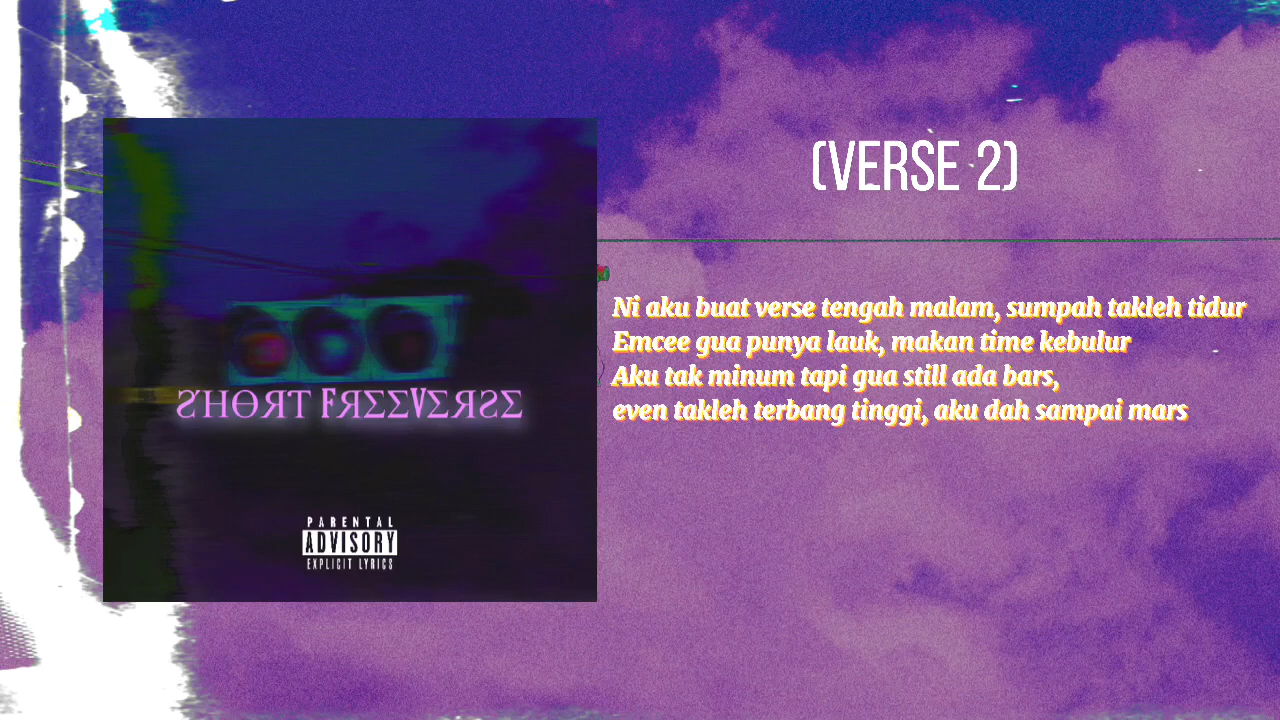 SHORT FREEVERSE
PARENTAL
ADVISORY
EXPLICIT LYRICS
(VERSE 2)
Ni aku buat verse tengah malam, sumpah takleh tidur
Emcee gua punya lauk, makan time kebulur
Aku tak minum tapi gua still ada bars,
even takleh terbang tinggi, aku dah sampai mars